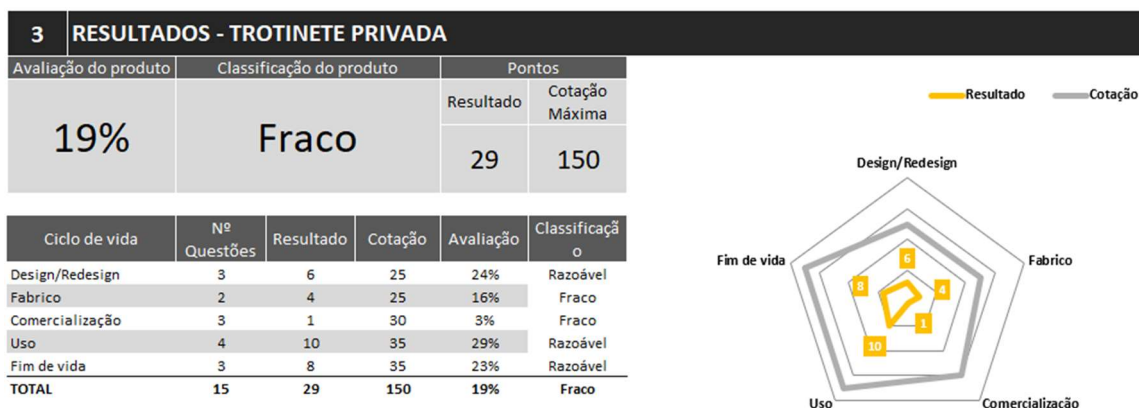 3 RESULTADOS - TROTINETE PRIVADA
Avaliação do produto Classificação do produto Pontos
Resultado Cotação
Máxima
19% Fraco 29 150
Ciclo de vida Nº
Questões Resultado Cotação Avaliação Classificaçã
o
Design/Redesign 3 6 25 24% Razoável
Fabrico 2 4 25 16% Fraco
Comercialização 3 1 30 3% Fraco
Uso 4 10 35 29% Razoável
Fim de vida 3 8 35 23% Razoável
TOTAL 15 29 150 19% Fraco
Resultado Cotação
Design/Redesign
Fim de vida Fabrico
6
8 4
1
10
Uso Comercialização